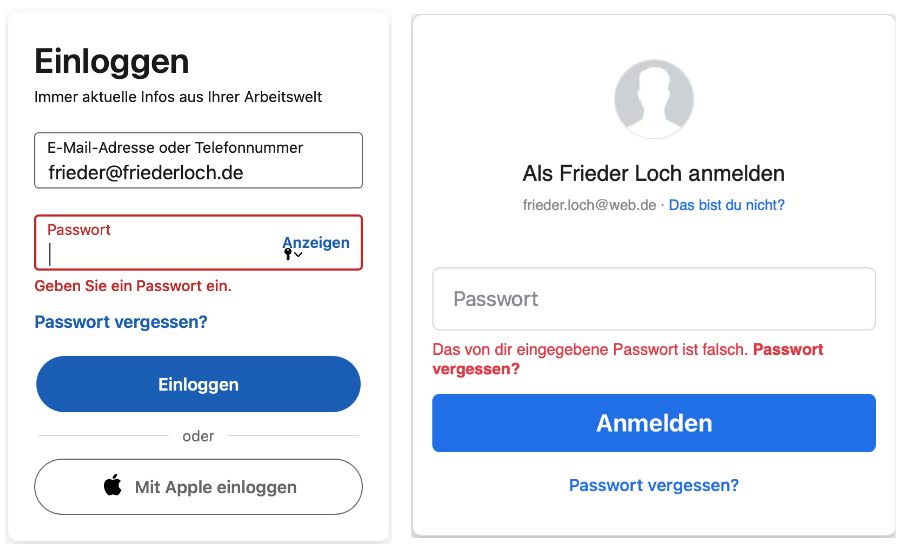 Einloggen
Immer aktuelle Infos aus Ihrer Arbeitswelt
E-Mail-Adresse oder Telefonnummer
frieder@friederloch.de
Passwort
Anzeigen
Geben Sie ein Passwort ein.
Passwort vergessen?
Einloggen
oder
Mit Apple einloggen
Als Frieder Loch anmelden
frieder.loch@web.de · Das bist du nicht?
Passwort
Das von dir eingegebene Passwort ist falsch. Passwort
vergessen?
Anmelden
Passwort vergessen?